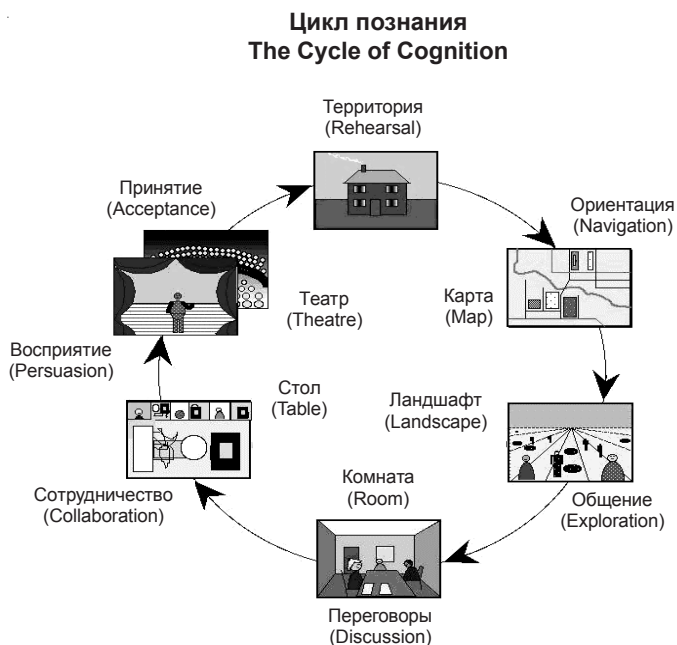 Цикл познания
The Cycle of Cognition
Территория
(Rehearsal)
Принятие
(Acceptance)
Ориентация
(Navigation)
Театр
(Theatre)
Карта
(Map)
Восприятие
(Persuasion)
Стол
(Table)
Ландшафт
(Landscape)
Сотрудничество
(Collaboration)
Комната
(Room)
Общение
(Exploration)
Переговоры
(Discussion)